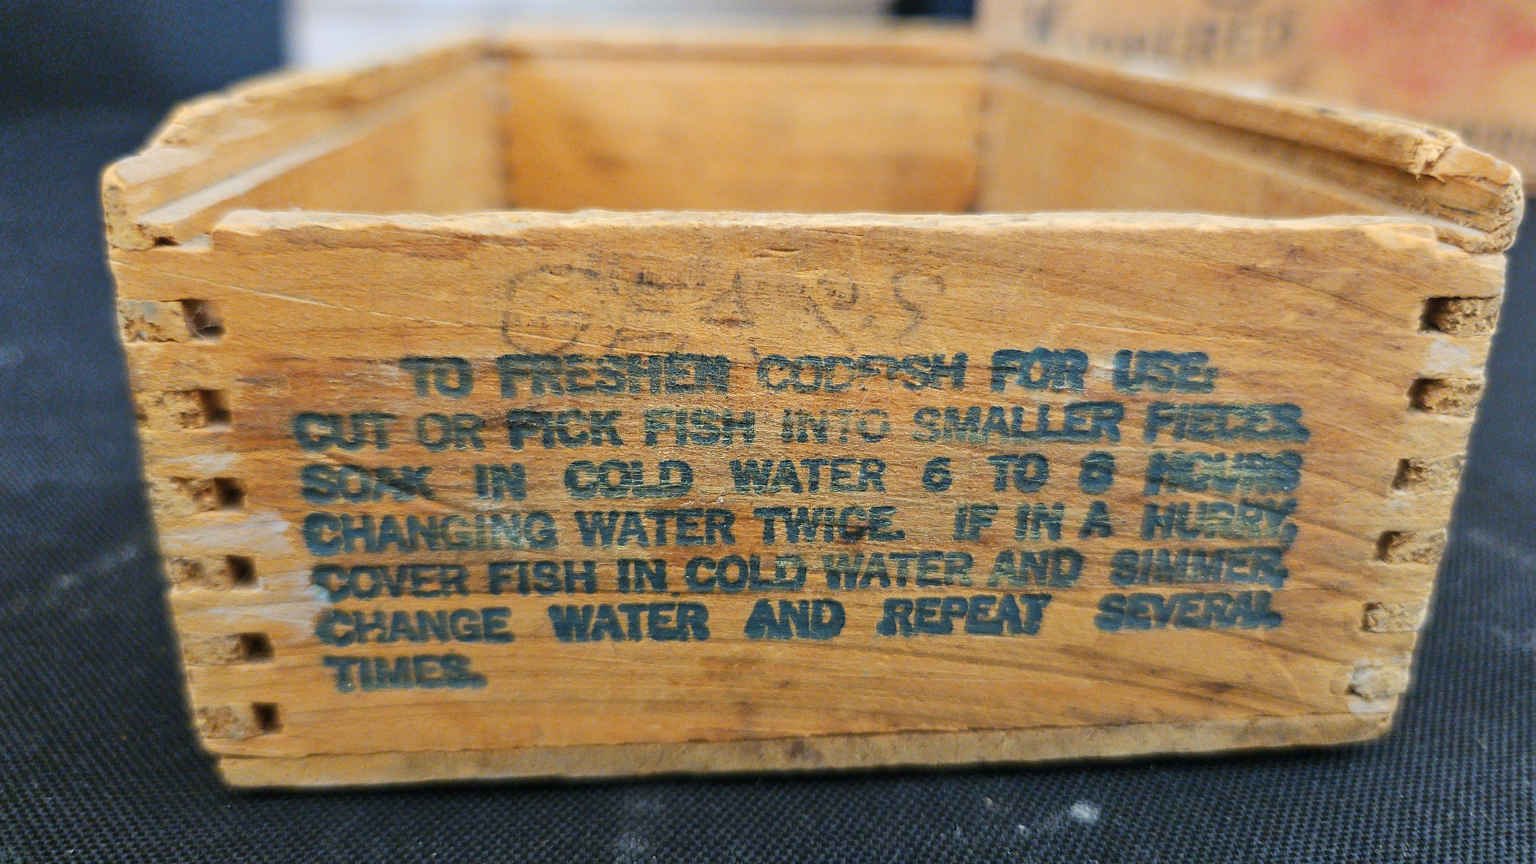 GEARS
TO FRESHEN CODFISH FOR USE:
CUT OR PICK FISH INTO SMALLER PIECES.
SOAK IN COLD WATER 6 TO 8 HOURS
CHANGING WATER TWICE. IF IN A HURRY,
COVER FISH IN COLD WATER AND SIMMER.
CHANGE WATER AND REPEAT SEVERAL
TIMES.